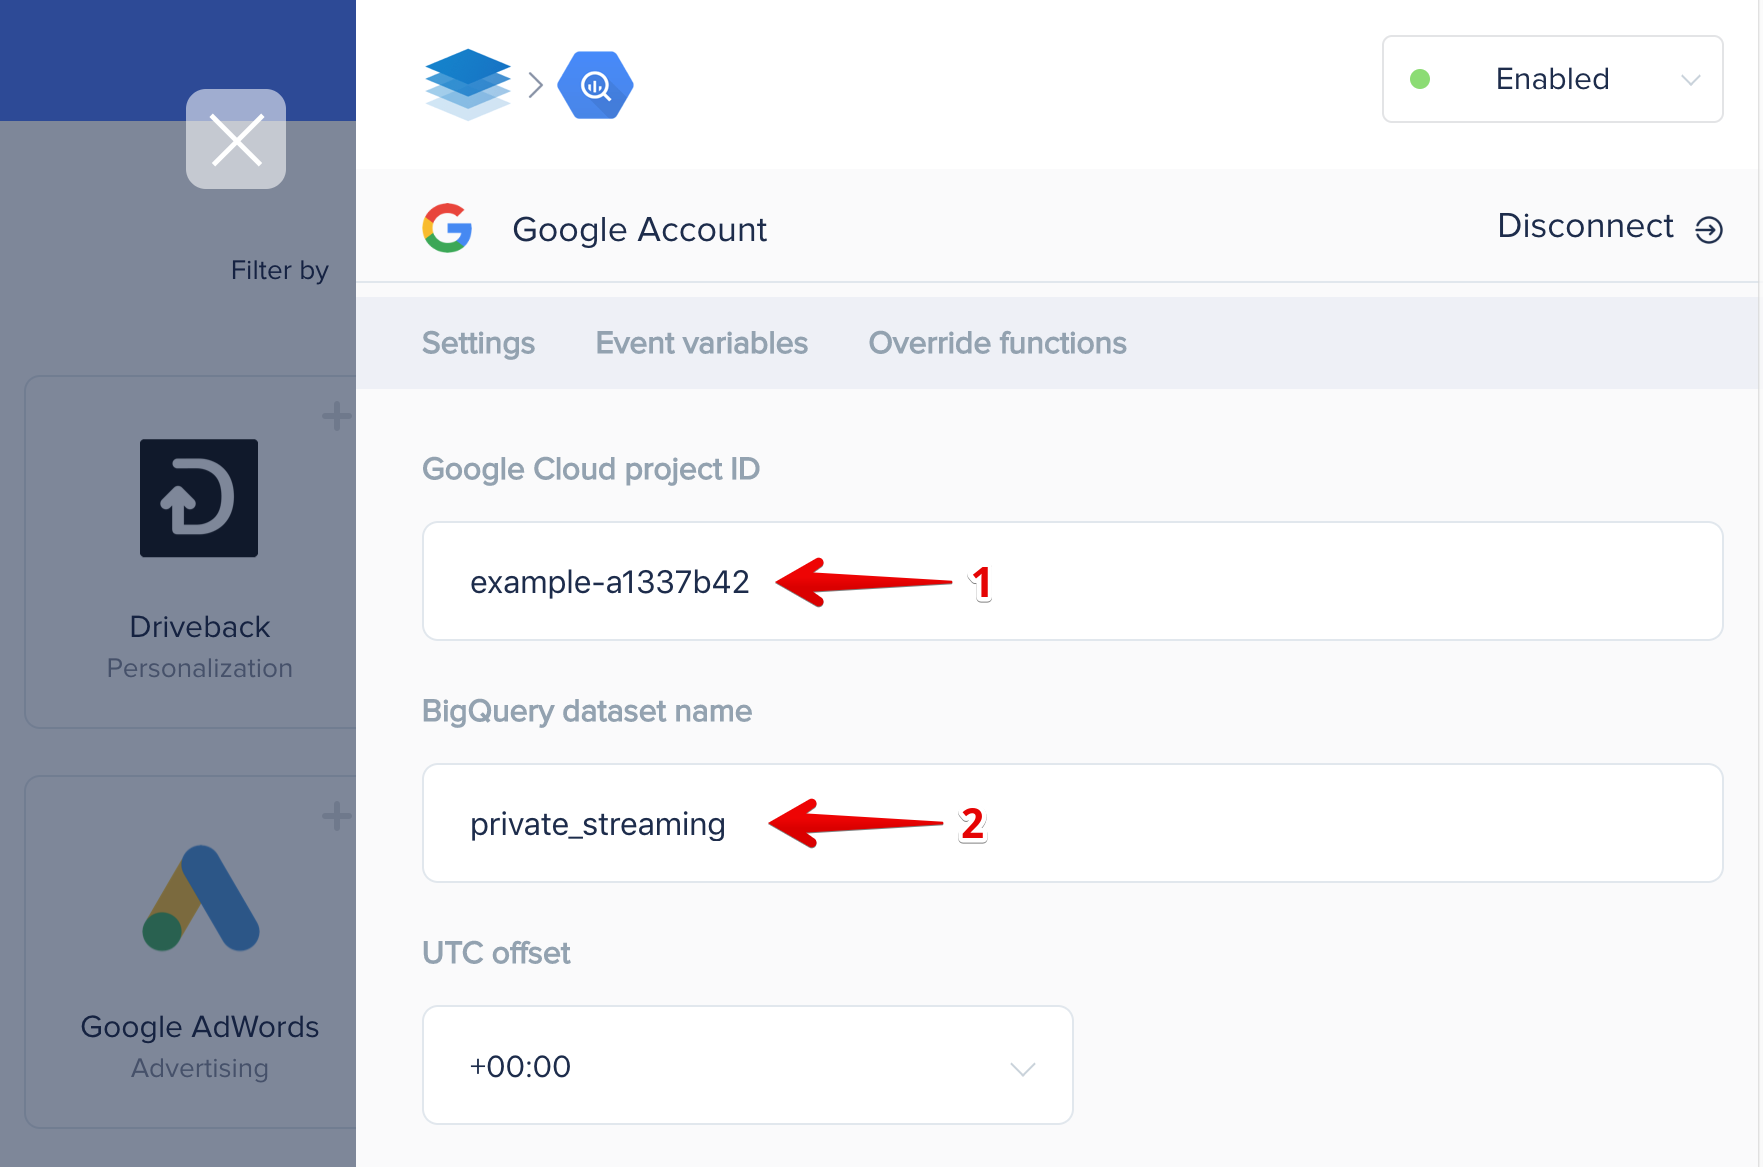 Enabled
Google Account
Disconnect
Filter by
Settings
Event variables
Override functions
Google Cloud project ID
example-a1337b42
1
Driveback
Personalization
BigQuery dataset name
private_streaming
2
UTC offset
+00:00
Google AdWords
Advertising